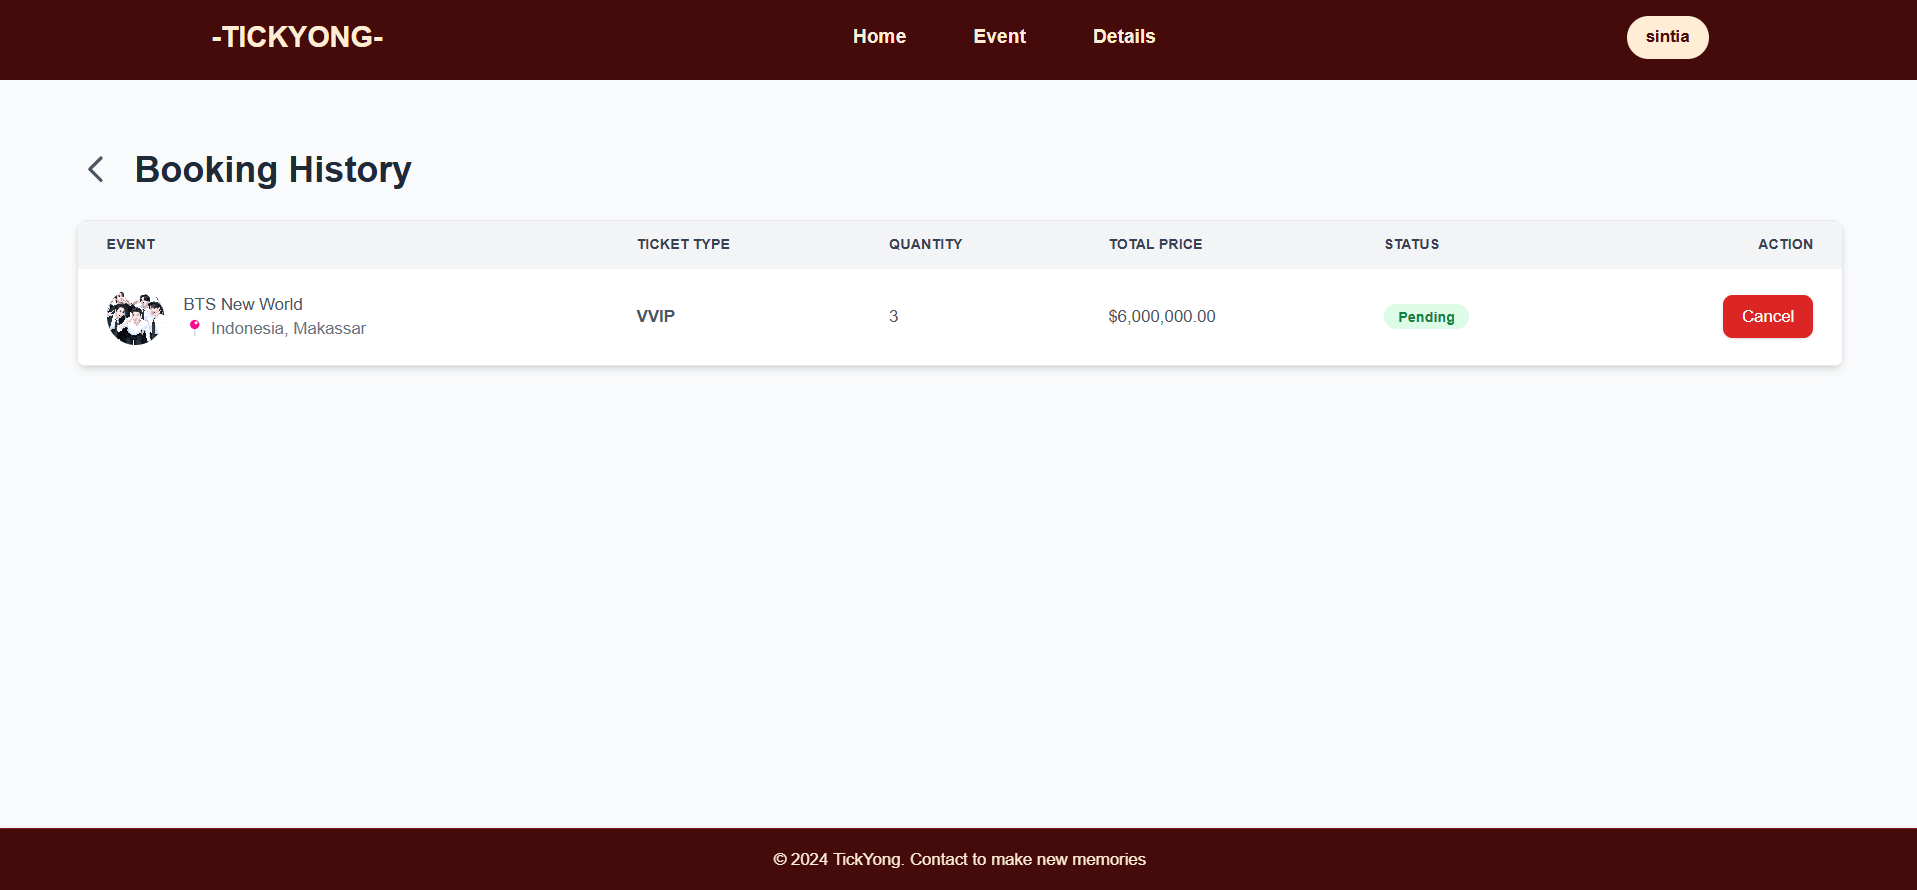 -TICKYONG-
Home Event Details
sintia
Booking History
EVENT TICKET TYPE QUANTITY TOTAL PRICE STATUS ACTION
BTS New World
Indonesia, Makassar
VVIP 3 $6,000,000.00 Pending Cancel
© 2024 TickYong. Contact to make new memories